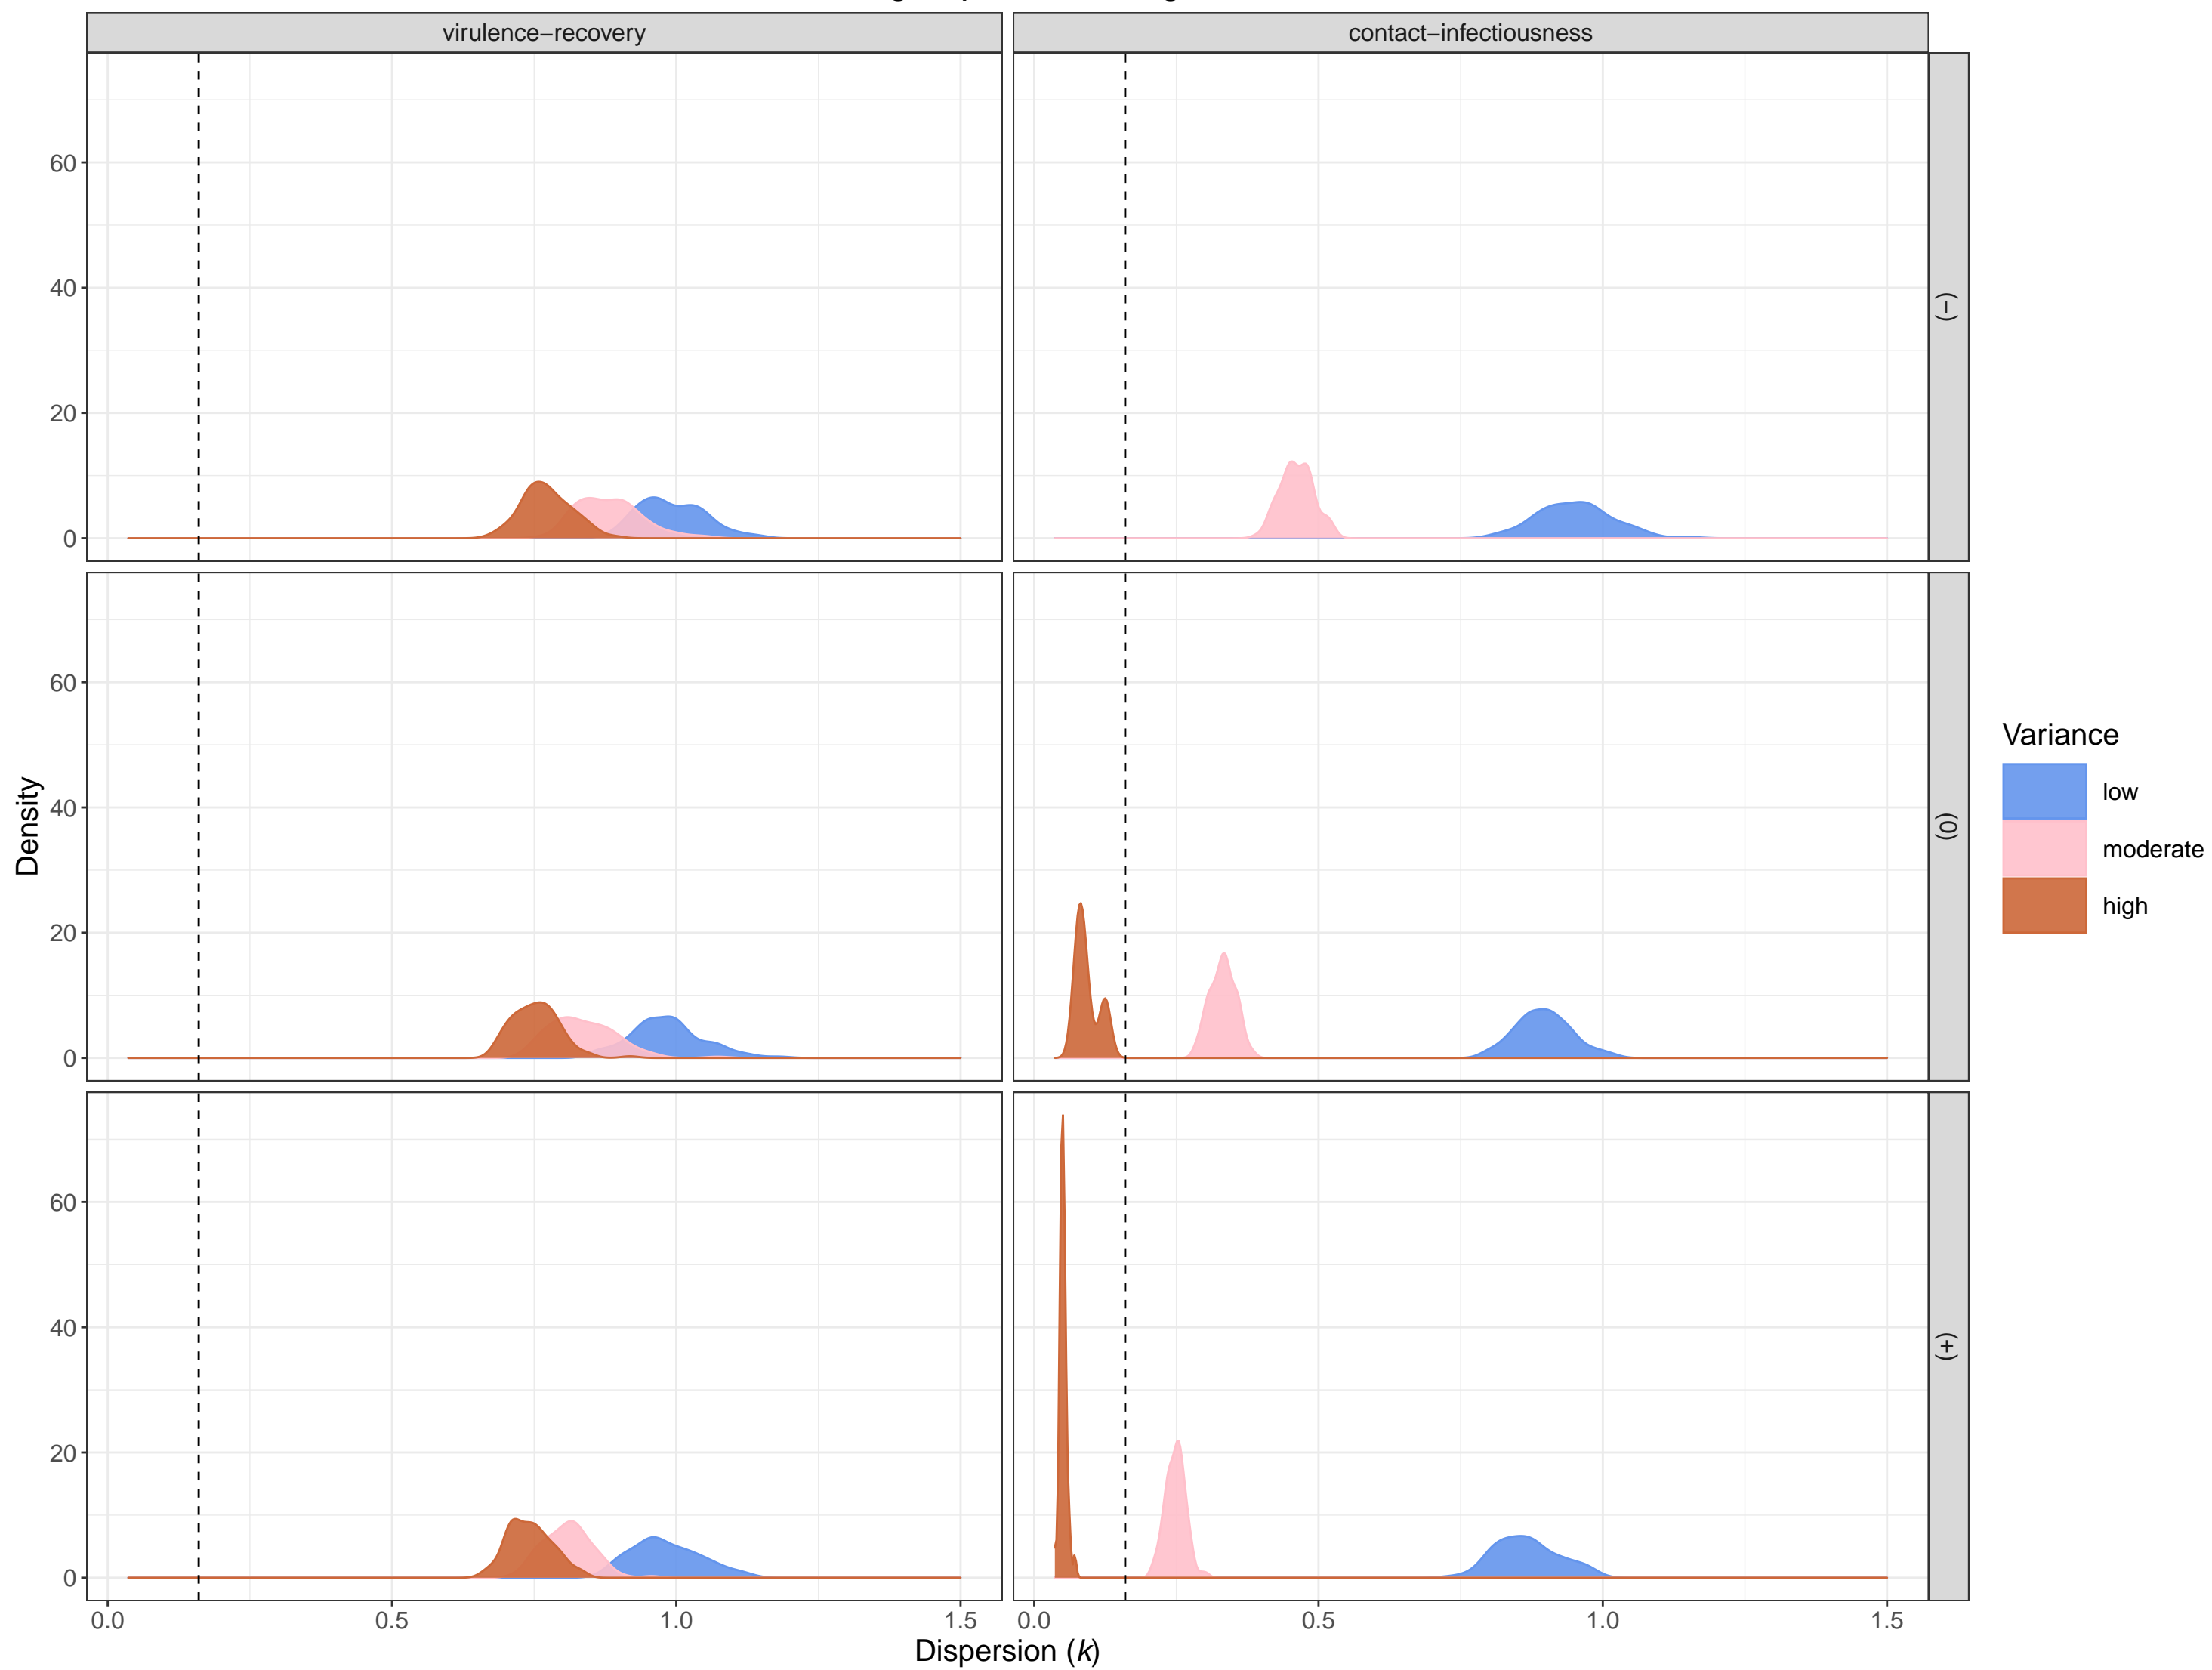 virulence−recovery
contact−infectiousness
60
40
20
0
(−)
60
40
20
0
(0)
60
40
20
0
(+)
Density
0.0 0.5 1.0 1.5
0.0 0.5 1.0 1.5
Dispersion (k)
Variance
low
moderate
high